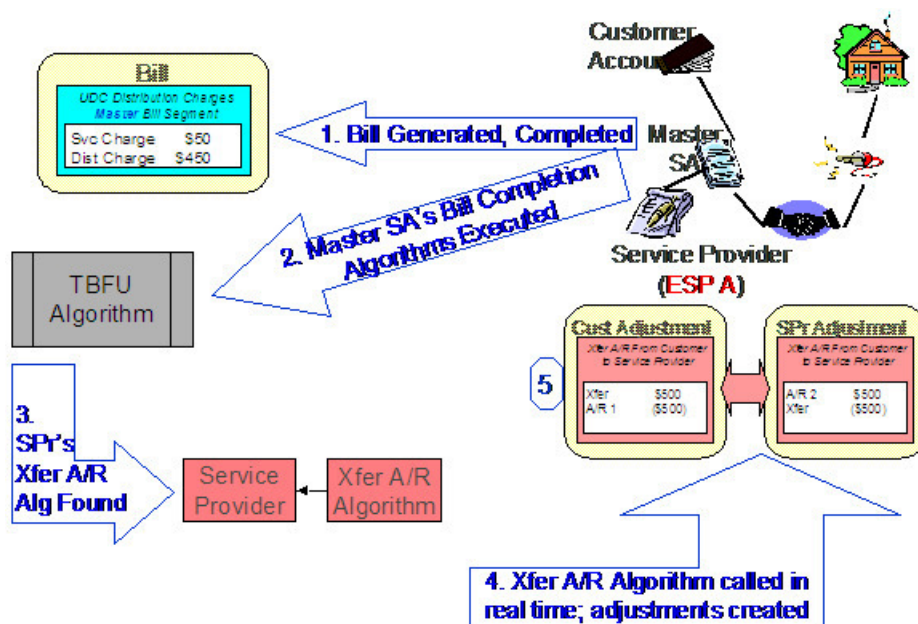 Bill
UDC Distribution Charges
Master Bill Segment
Svc Charge $50
Dist Charge $450
1. Bill Generated, Completed
Customer
Account
Master
SA
2. Master SA's Bill Completion
Algorithms Executed
Service Provider
(ESP A)
TBFU
Algorithm
3.
SPr's
Xfer A/R
Alg Found
Service
Provider
Xfer A/R
Algorithm
5
Cust Adjustment
Xfer A/R From Customer
to Service Provider
Xfer $500
A/R 1 ($500)
SPr Adjustment
Xfer A/R From Customer
to Service Provider
A/R 2 $500
Xfer ($500)
4. Xfer A/R Algorithm called in
real time; adjustments created